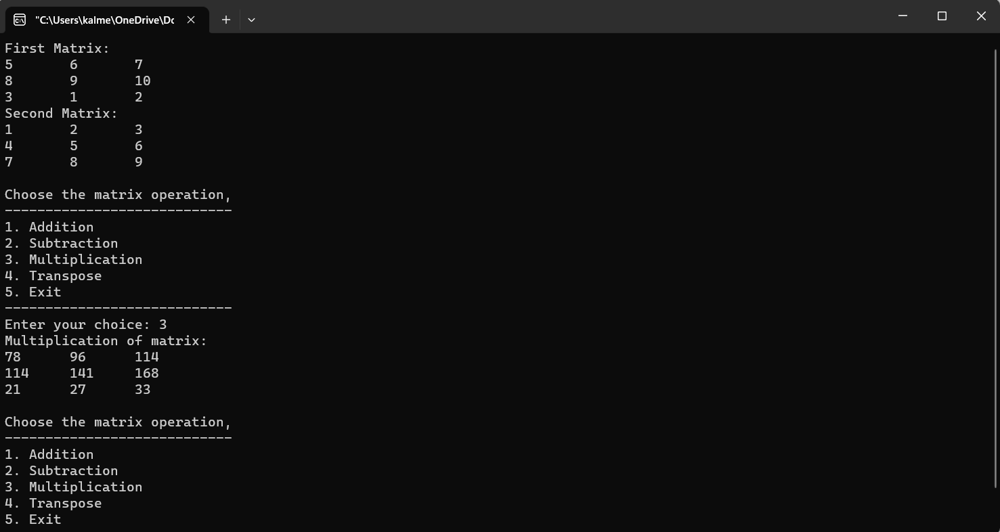 "C:\Users\kalme\OneDrive\Do
First Matrix:
5 6 7
8 9 10
3 1 2
Second Matrix:
1 2 3
4 5 6
7 8 9
Choose the matrix operation,
----------------------------
1. Addition
2. Subtraction
3. Multiplication
4. Transpose
5. Exit
----------------------------
Enter your choice: 3
Multiplication of matrix:
78 96 114
114 141 168
21 27 33
Choose the matrix operation,
----------------------------
1. Addition
2. Subtraction
3. Multiplication
4. Transpose
5. Exit